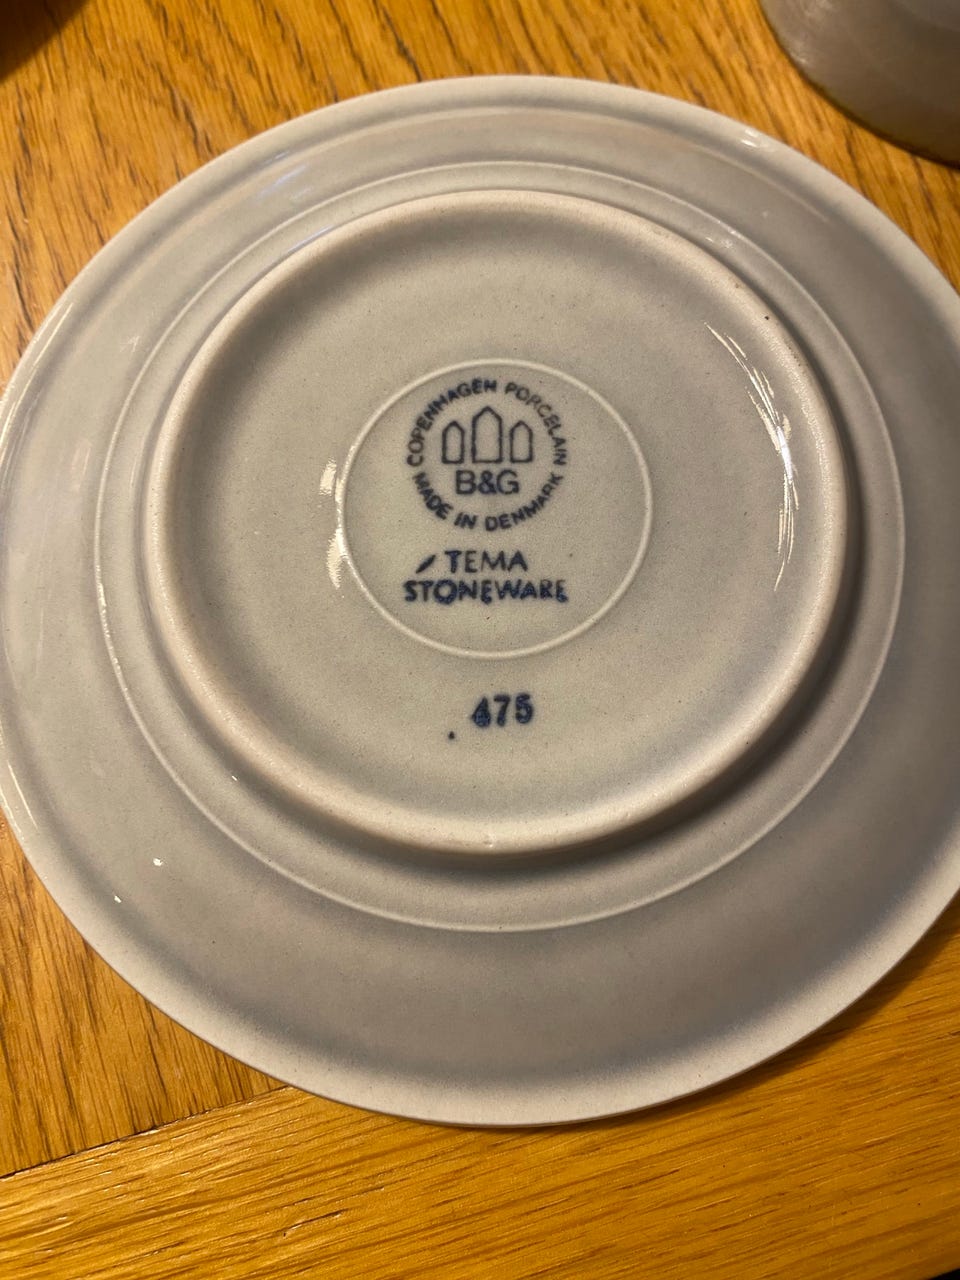 COPENHAGEN PORCELAIN
B&G
MADE IN DENMARK
TEMA
STONEWARE
475